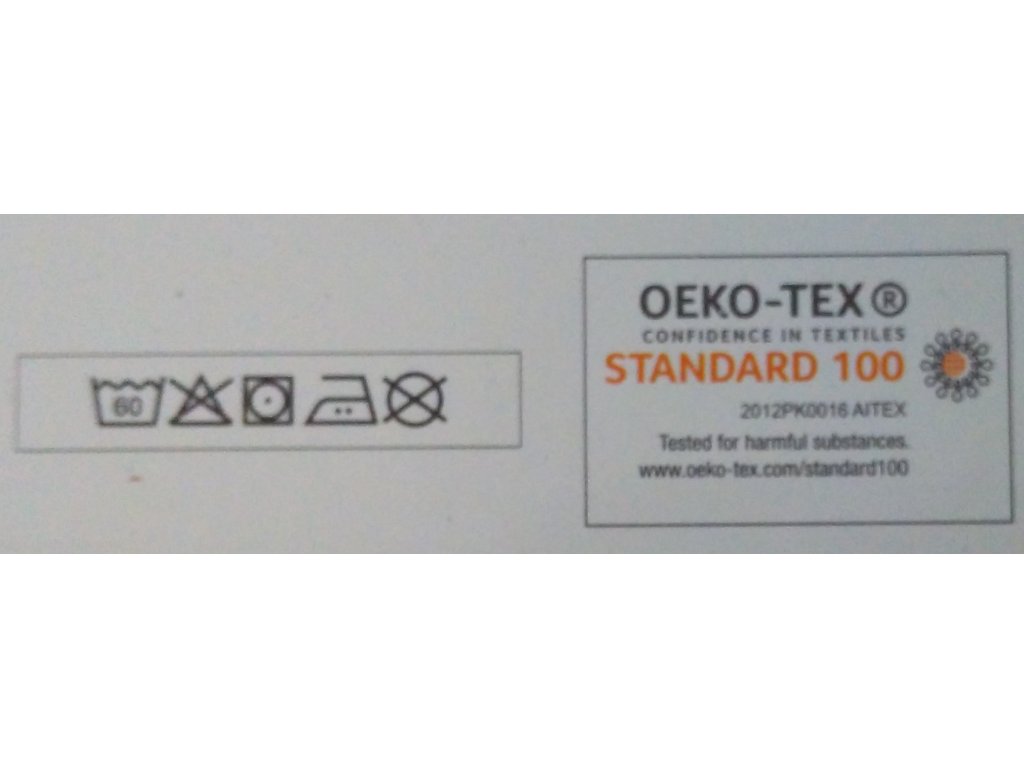 60
OEKO-TEX®
CONFIDENCE IN TEXTILES
STANDARD 100
2012PK0016 AITEX
Tested for harmful substances.
www.oeko-tex.com/standard100